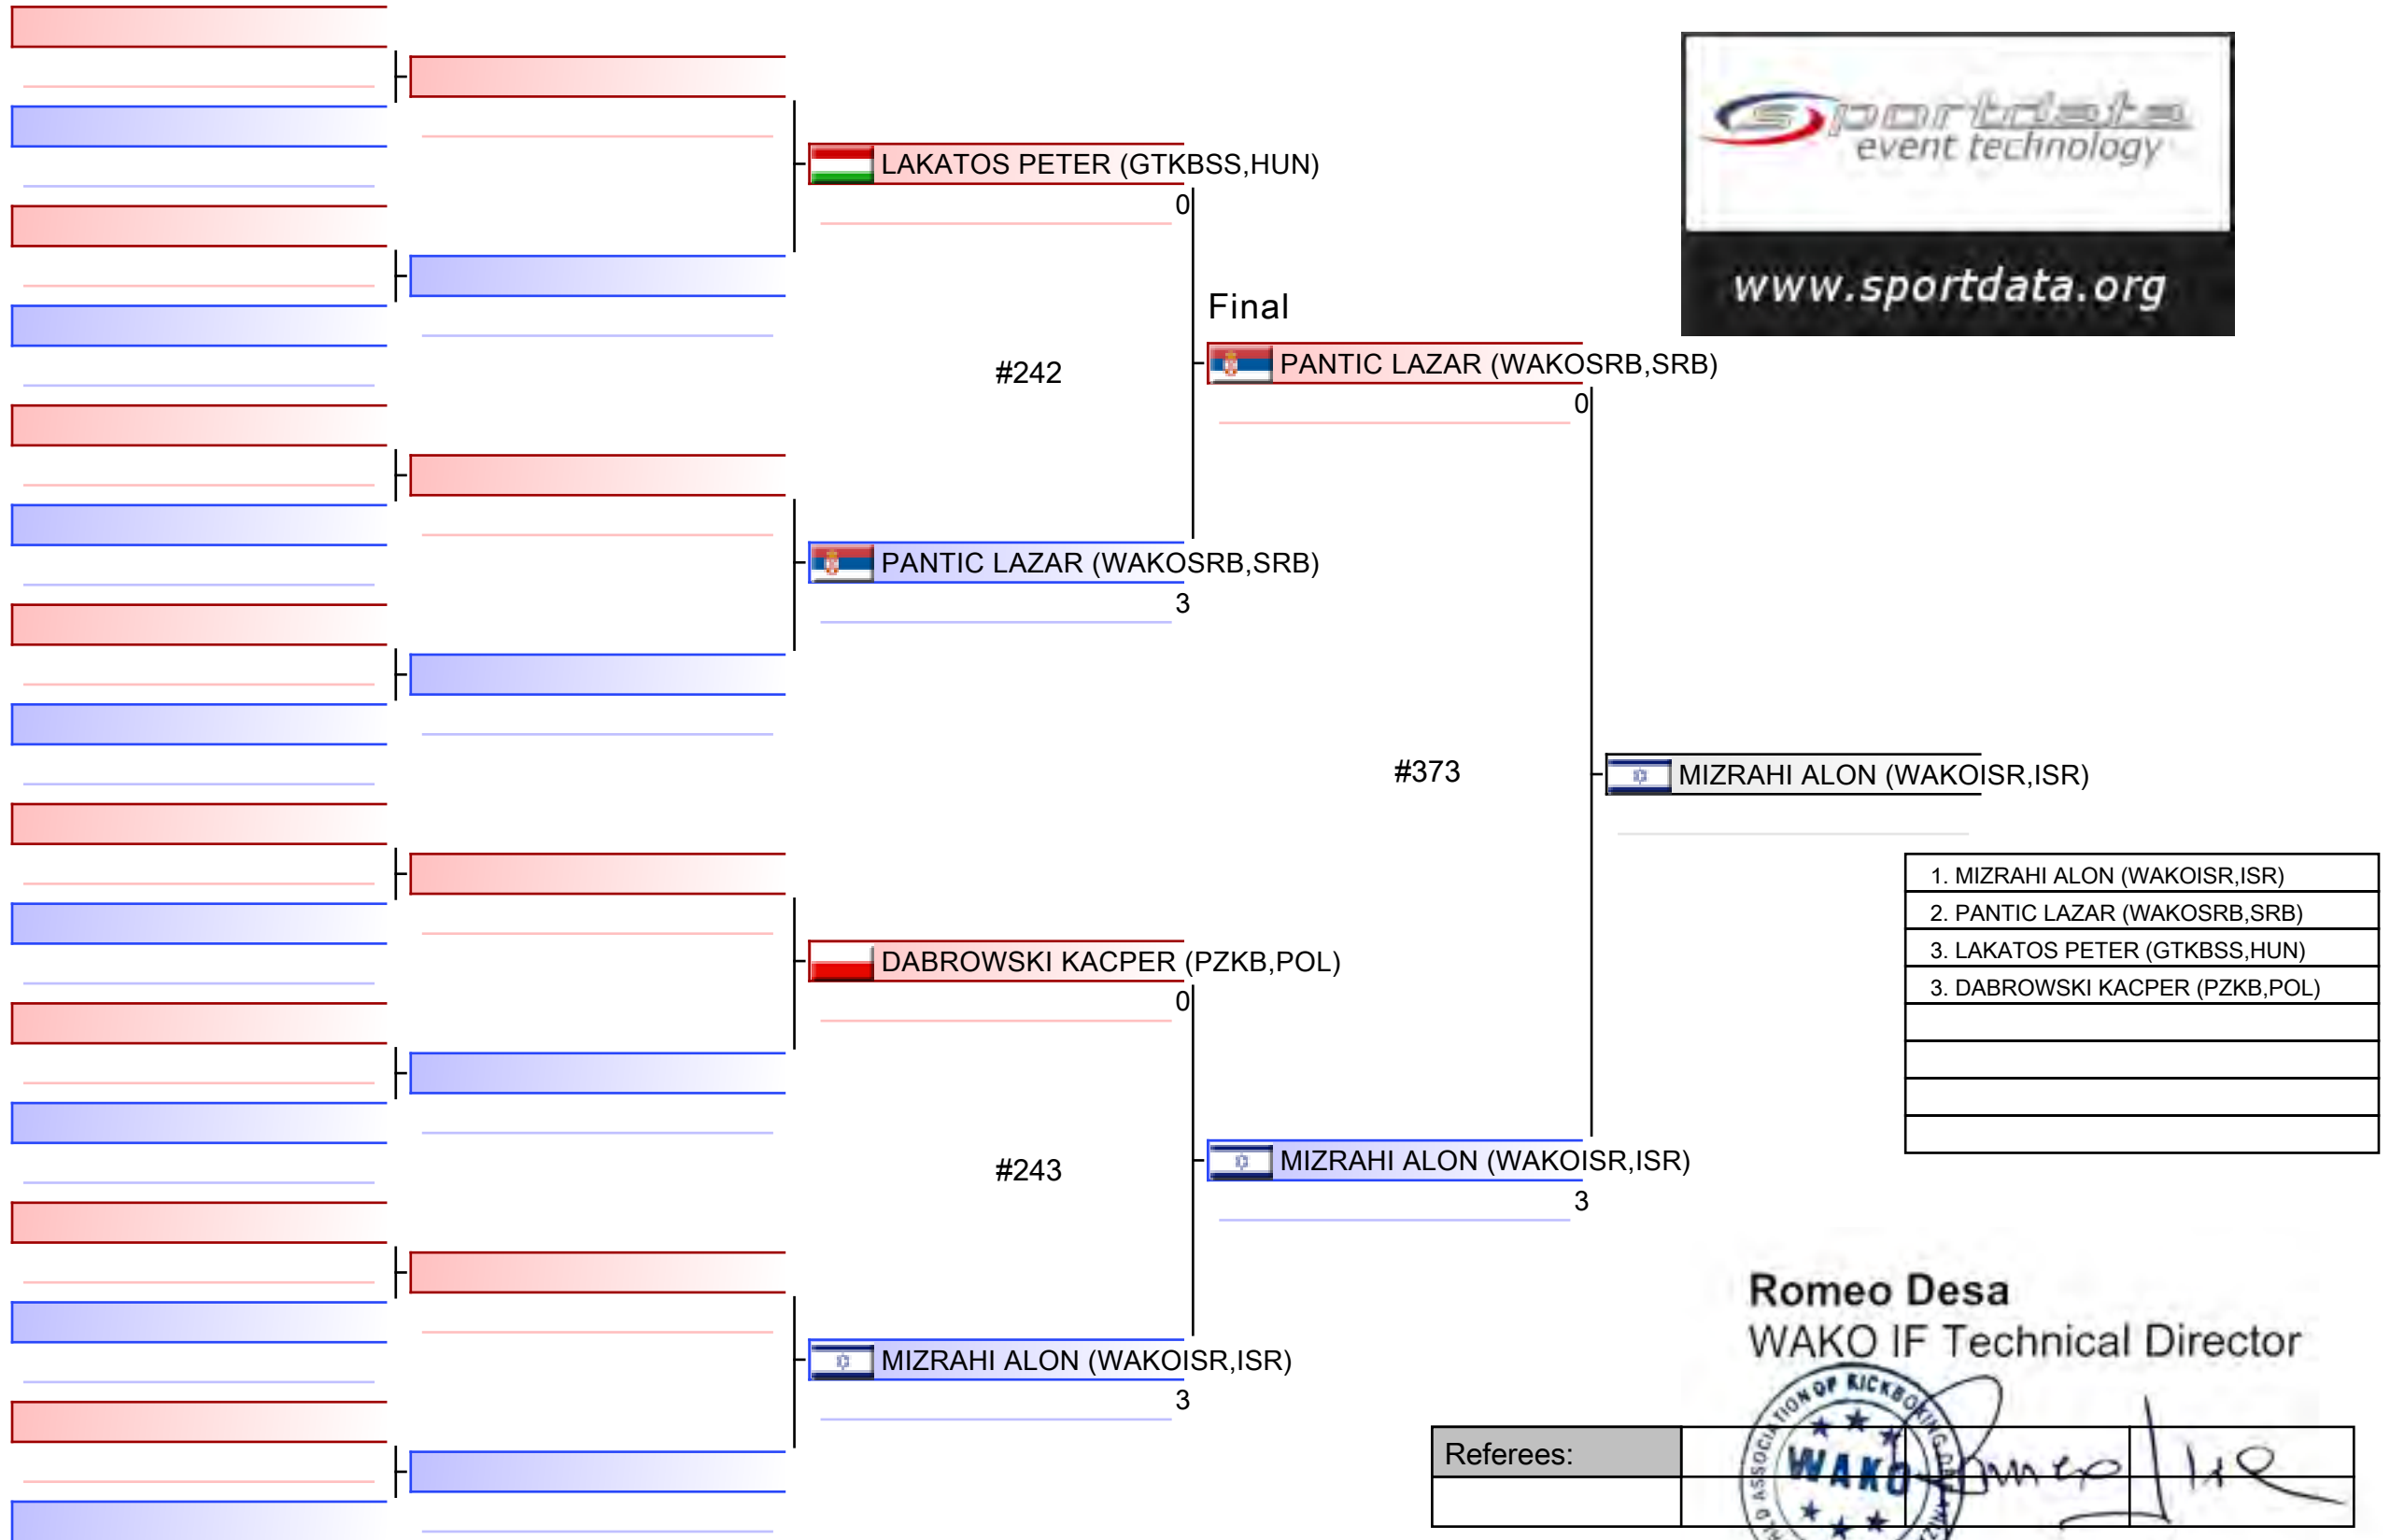 sportdata
event technology
www.sportdata.org
LAKATOS PETER (GTKBSS,HUN)
0
Final
#242
PANTIC LAZAR (WAKOSRB,SRB)
0
PANTIC LAZAR (WAKOSRB,SRB)
3
#373
MIZRAHI ALON (WAKOISR,ISR)
1. MIZRAHI ALON (WAKOISR,ISR)
2. PANTIC LAZAR (WAKOSRB,SRB)
3. LAKATOS PETER (GTKBSS,HUN)
3. DABROWSKI KACPER (PZKB,POL)
DABROWSKI KACPER (PZKB,POL)
0
#243
MIZRAHI ALON (WAKOISR,ISR)
3
MIZRAHI ALON (WAKOISR,ISR)
3
Romeo Desa
WAKO IF Technical Director
Referees:
ASSOCIATION OF KICKBOXING
WAKO